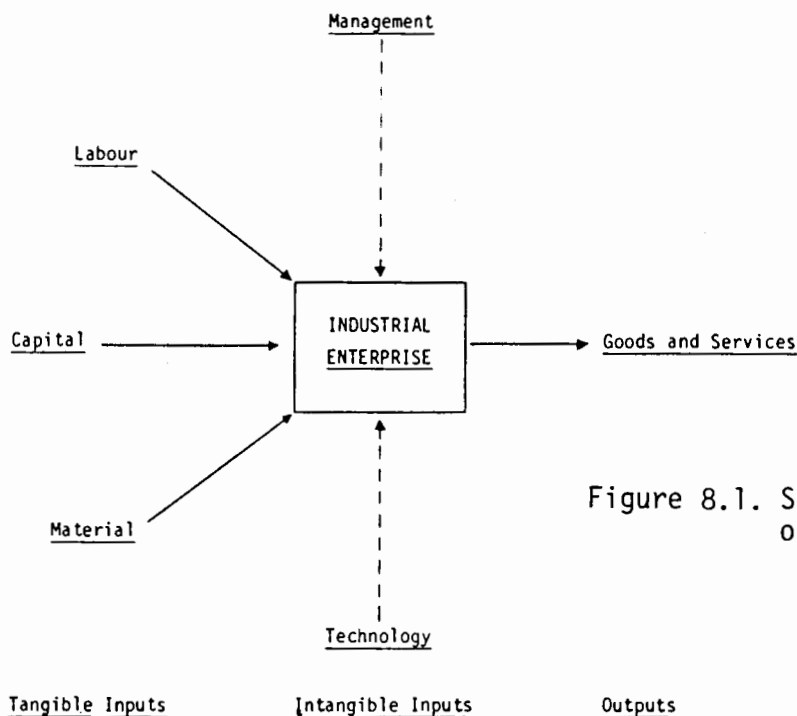 Management
Labour
INDUSTRIAL
ENTERPRISE
Capital
Goods and Services
Material
Figure 8.1. S
o
Technology
Tangible Inputs
Intangible Inputs
Outputs